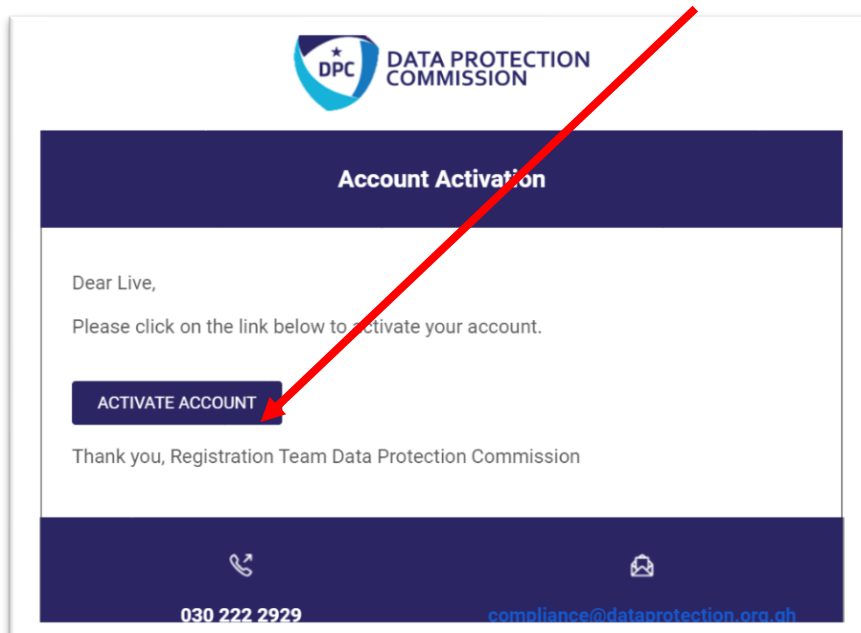 DPC
DATA PROTECTION
COMMISSION
Account Activation
Dear Live,
Please click on the link below to activate your account.
ACTIVATE ACCOUNT
Thank you, Registration Team Data Protection Commission
030 222 2929
compliance@dataprotection.org.gh